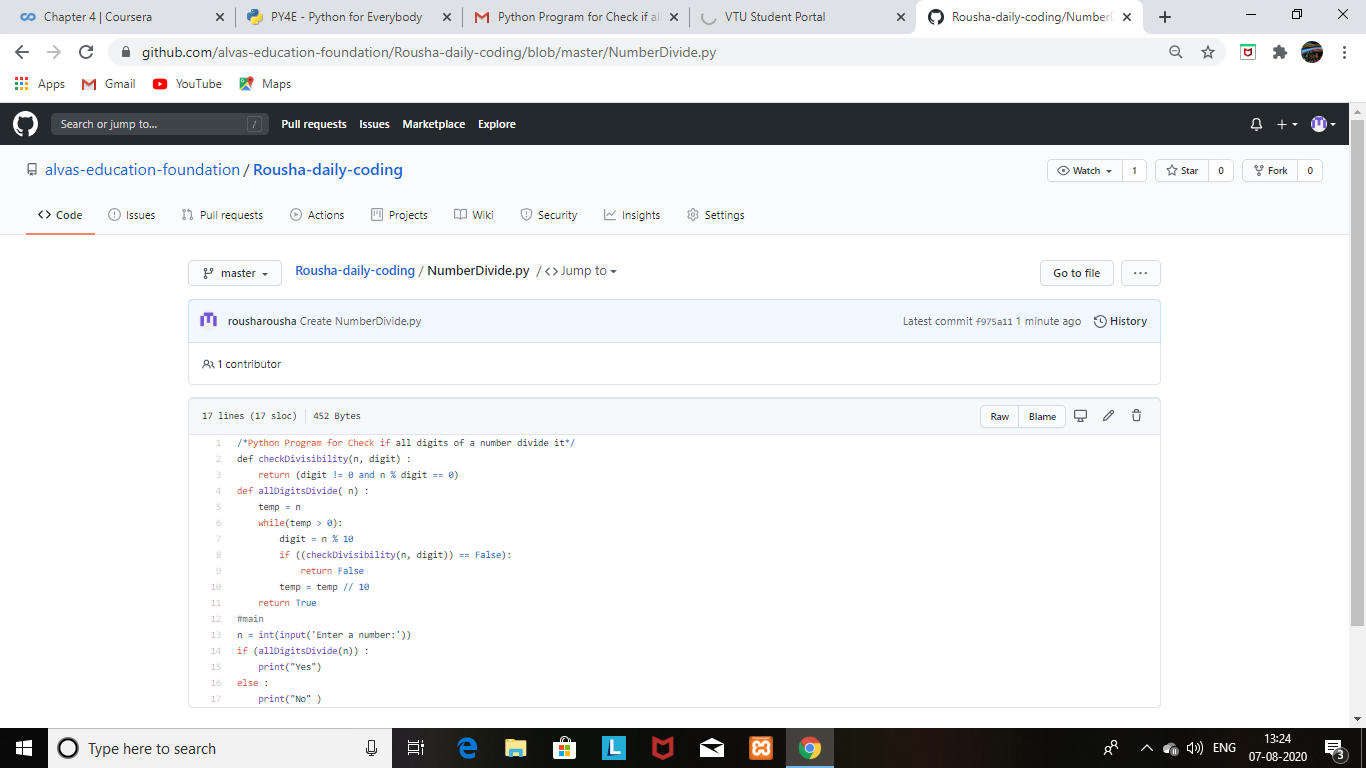 Chapter 4 | Coursera
PY4E - Python for Everybody
Python Program for Check if al
VTU Student Portal
Rousha-daily-coding/NumberD
github.com/alvas-education-foundation/Rousha-daily-coding/blob/master/NumberDivide.py
Apps Gmail YouTube Maps
Search or jump to... /
Pull requests Issues Marketplace Explore
alvas-education-foundation / Rousha-daily-coding
Watch 1 Star 0 Fork 0
Code Issues Pull requests Actions Projects Wiki Security Insights Settings
master Rousha-daily-coding / NumberDivide.py / <> Jump to Go to file ...
rousharousha Create NumberDivide.py Latest commit f975a11 1 minute ago History
1 contributor
17 lines (17 sloc) 452 Bytes Raw Blame
1 /*Python Program for Check if all digits of a number divide it*/
2 def checkDivisibility(n, digit) :
3     return (digit != 0 and n % digit == 0)
4 def allDigitsDivide( n) :
5     temp = n
6     while(temp > 0):
7         digit = n % 10
8         if ((checkDivisibility(n, digit)) == False):
9             return False
10         temp = temp // 10
11     return True
12 #main
13 n = int(input('Enter a number:'))
14 if (allDigitsDivide(n)) :
15     print("Yes")
16 else :
17     print("No" )
Type here to search
L
ENG
13:24
07-08-2020
3